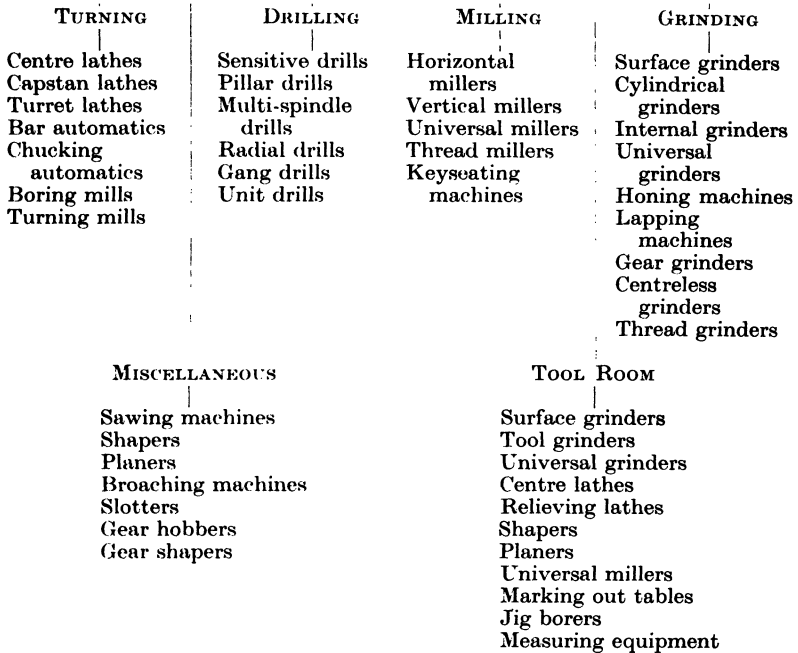 TURNING
Centre lathes
Capstan lathes
Turret lathes
Bar automatics
Chucking
automatics
Boring mills
Turning mills
DRILLING
Sensitive drills
Pillar drills
Multi-spindle
drills
Radial drills
Gang drills
Unit drills
MILLING
Horizontal
millers
Vertical millers
Universal millers
Thread millers
Keyseating
machines
GRINDING
Surface grinders
Cylindrical
grinders
Internal grinders
Universal
grinders
Honing machines
Lapping
machines
Gear grinders
Centreless
grinders
Thread grinders
MISCELLANEOUS
Sawing machines
Shapers
Planers
Broaching machines
Slotters
Gear hobbers
Gear shapers
TOOL ROOM
Surface grinders
Tool grinders
Universal grinders
Centre lathes
Relieving lathes
Shapers
Planers
Universal millers
Marking out tables
Jig borers
Measuring equipment